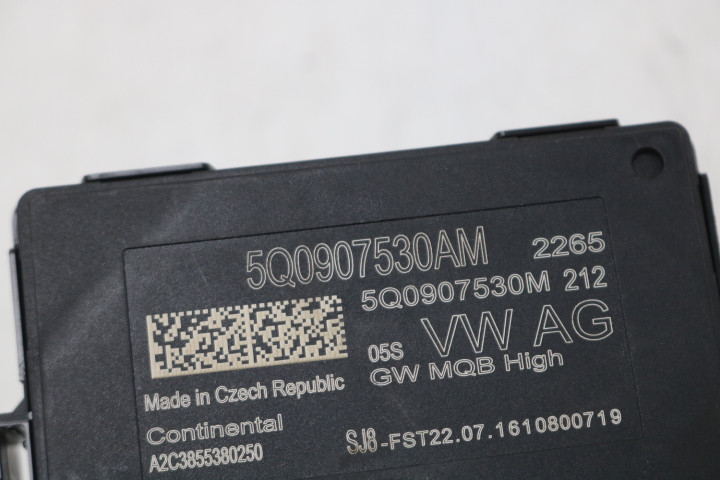 5Q0907530AM 2265
5Q0907530M 212
05S VW AG
GW MQB High
Made in Czech Republic
Continental
A2C3855380250
SJ8-FST22.07.1610800719